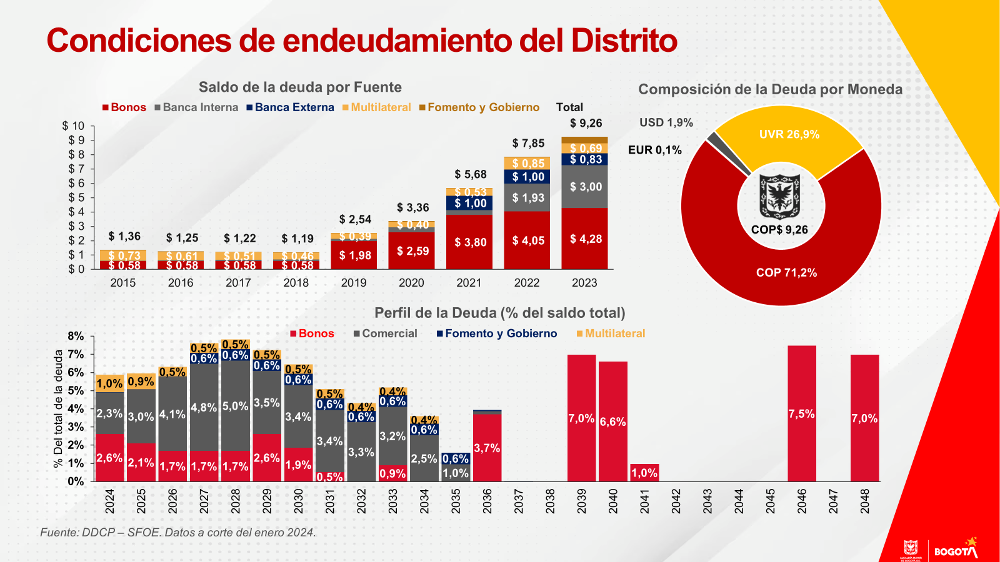 Condiciones de endeudamiento del Distrito
Saldo de la deuda por Fuente
Bonos Banca Interna Banca Externa Multilateral Fomento y Gobierno Total
$ 10
$ 9
$ 8
$ 7
$ 6
$ 5
$ 4
$ 3
$ 2
$ 1
$ 0
$ 1,36 $ 1,25 $ 1,22 $ 1,19 $ 2,54 $ 3,36 $ 5,68 $ 7,85 $ 9,26
$ 0,73 $ 0,61 $ 0,51 $ 0,46 $ 0,39 $ 0,40 $ 0,53 $ 0,85 $ 0,69
$ 1,00 $ 1,00 $ 0,83
$ 1,93 $ 3,00
$ 0,58 $ 0,58 $ 0,58 $ 0,58 $ 1,98 $ 2,59 $ 3,80 $ 4,05 $ 4,28
2015 2016 2017 2018 2019 2020 2021 2022 2023
Composición de la Deuda por Moneda
USD 1,9%
UVR 26,9%
EUR 0,1%
COP$ 9,26
COP 71,2%
Perfil de la Deuda (% del saldo total)
Bonos Comercial Fomento y Gobierno Multilateral
% Del total de la deuda
8%
7%
6%
5%
4%
3%
2%
1%
0%
1,0% 0,9% 0,5% 0,5% 0,5% 0,5% 0,5% 0,5% 0,4% 0,4% 0,4%
0,6% 0,6% 0,6% 0,6% 0,6% 0,6% 0,6% 0,6% 0,6%
2,3% 3,0% 4,1% 4,8% 5,0% 3,5% 3,4% 3,4% 3,3% 3,2% 2,5% 1,0%
2,6% 2,1% 1,7% 1,7% 1,7% 2,6% 1,9% 0,5% 0,9% 3,7% 7,0% 6,6% 1,0% 7,5% 7,0%
2024 2025 2026 2027 2028 2029 2030 2031 2032 2033 2034 2035 2036 2037 2038 2039 2040 2041 2042 2043 2044 2045 2046 2047 2048
Fuente: DDCP – SFOE. Datos a corte del enero 2024.
ALCALDÍA MAYOR
DE BOGOTÁ D.C.
BOGOTÁ